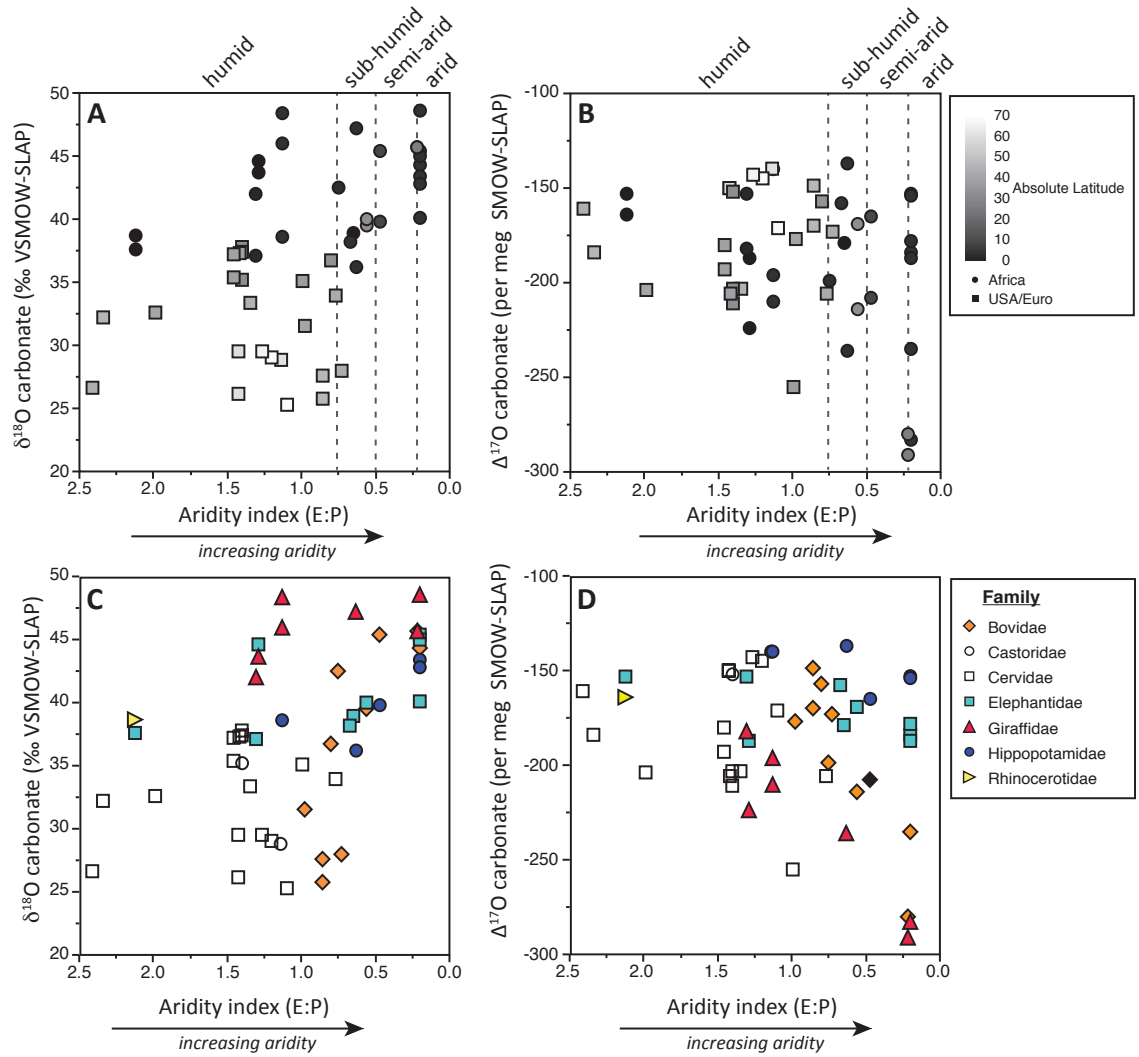 humid
sub-humid
semi-arid
arid
A
50
45
40
35
30
25
20
δ18O carbonate (‰ VSMOW-SLAP)
2.5 2.0 1.5 1.0 0.5 0.0
Aridity index (E:P)
increasing aridity
humid
sub-humid
semi-arid
arid
B
-100
-150
-200
-250
-300
Δ17O carbonate (per meg SMOW-SLAP)
2.5 2.0 1.5 1.0 0.5 0.0
Aridity index (E:P)
increasing aridity
70
60
50
40
30
20
10
0
Absolute Latitude
Africa
USA/Euro
C
50
45
40
35
30
25
20
δ18O carbonate (‰ VSMOW-SLAP)
2.5 2.0 1.5 1.0 0.5 0.0
Aridity index (E:P)
increasing aridity
D
-100
-150
-200
-250
-300
Δ17O carbonate (per meg SMOW-SLAP)
2.5 2.0 1.5 1.0 0.5 0.0
Aridity index (E:P)
increasing aridity
Family
Bovidae
Castoridae
Cervidae
Elephantidae
Giraffidae
Hippopotamidae
Rhinocerotidae